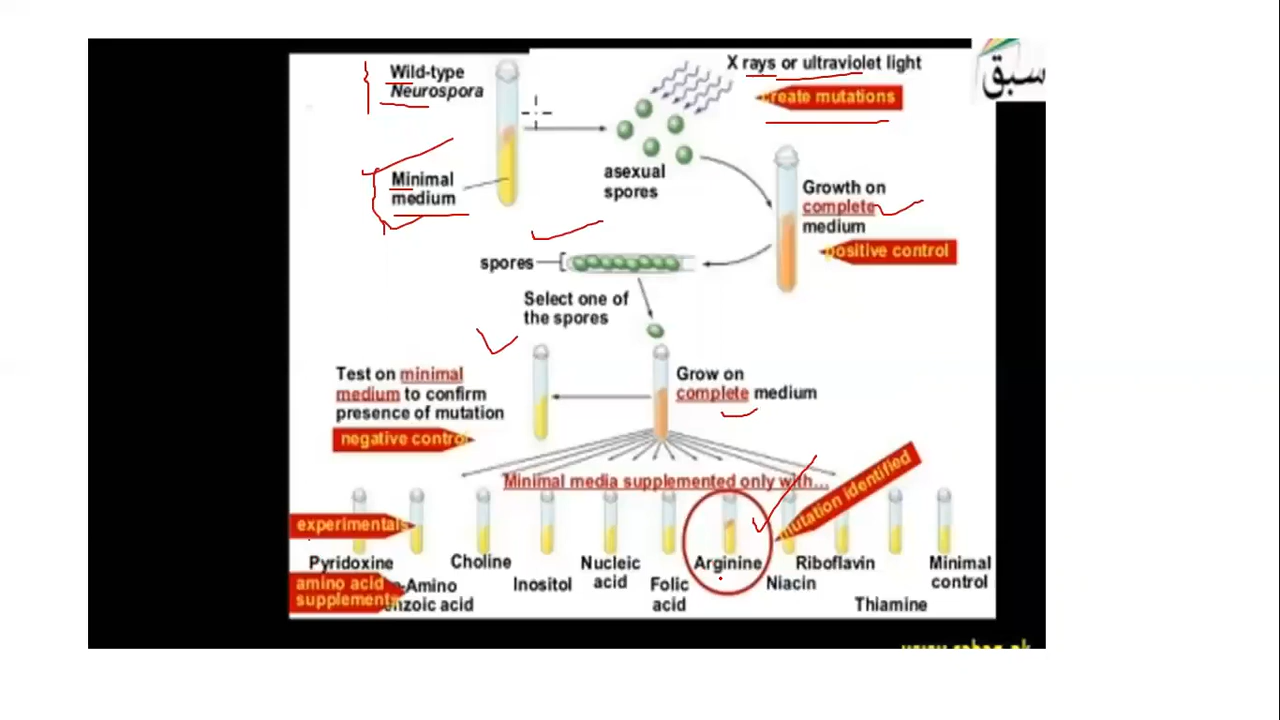 Wild-type
Neurospora
X rays or ultraviolet light
create mutations
Minimal
medium
asexual
spores
Growth on
complete
medium
positive control
spores
Select one of
the spores
Test on minimal
medium to confirm
presence of mutation
negative control
Grow on
complete medium
Minimal media supplemented only with...
mutation identified
experimentals
Pyridoxine
Choline
Nucleic
acid
Arginine
Riboflavin
Minimal
control
amino acid
supplements
-Amino
nzoic acid
Inositol
Folic
acid
Niacin
Thiamine
سبق